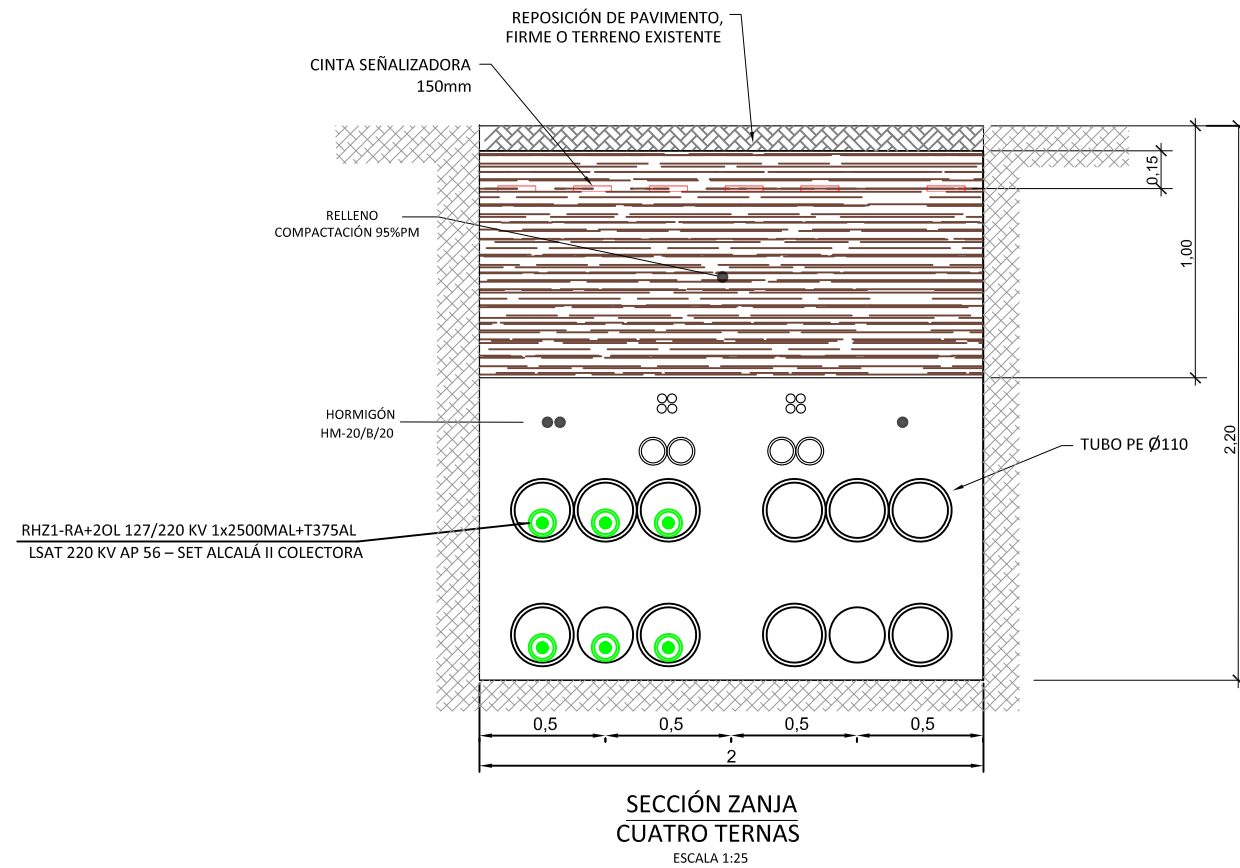 REPOSICIÓN DE PAVIMENTO,
FIRME O TERRENO EXISTENTE
CINTA SEÑALIZADORA
150mm
0,15
RELLENO
COMPACTACIÓN 95%PM
1,00
HORMIGÓN
HM-20/B/20
2,20
TUBO PE Ø110
RHZ1-RA+2OL 127/220 KV 1x2500MAL+T375AL
LSAT 220 KV AP 56 – SET ALCALÁ II COLECTORA
0,5 0,5 0,5 0,5
2
SECCIÓN ZANJA
CUATRO TERNAS
ESCALA 1:25